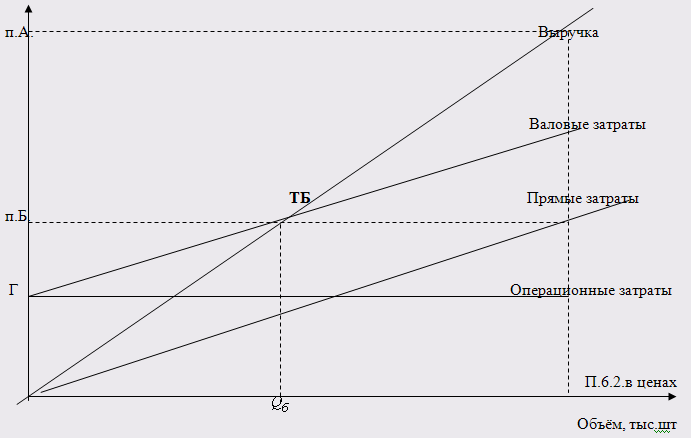 п.А.
Выручка
Валовые затраты
ТБ
Прямые затраты
п.Б.
Г
Операционные затраты
П.6.2.в ценах
Qб
Объём, тыс.шт